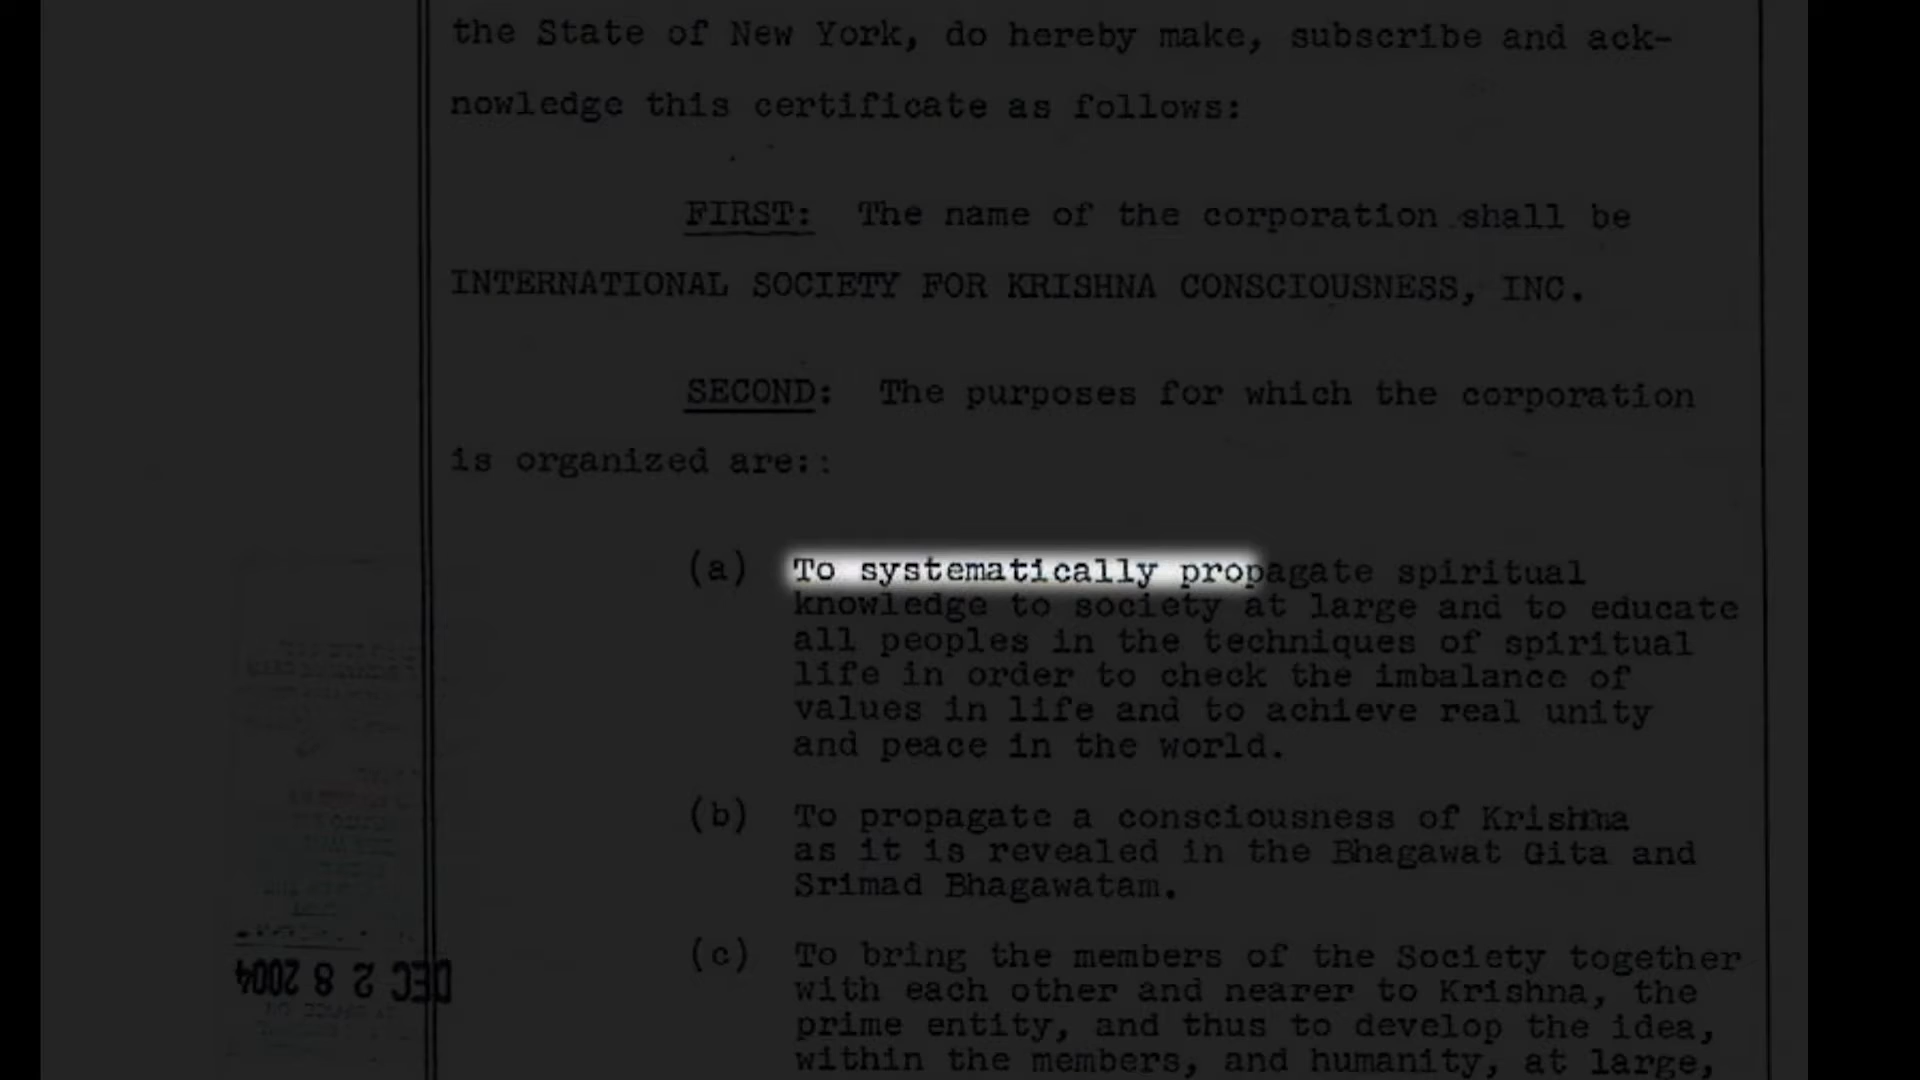 the State of New York, do hereby make, subscribe and ack-
nowledge this certificate as follows:
FIRST: The name of the corporation shall be
INTERNATIONAL SOCIETY FOR KRISHNA CONSCIOUSNESS, INC.
SECOND: The purposes for which the corporation
is organized are::
(a) To systematically propagate spiritual
knowledge to society at large and to educate
all peoples in the techniques of spiritual
life in order to check the imbalance of
values in life and to achieve real unity
and peace in the world.
(b) To propagate a consciousness of Krishna
as it is revealed in the Bhagawat Gita and
Srimad Bhagawatam.
(c) To bring the members of the Society together
with each other and nearer to Krishna, the
prime entity, and thus to develop the idea,
within the members, and humanity, at large,
DEC 28 2004